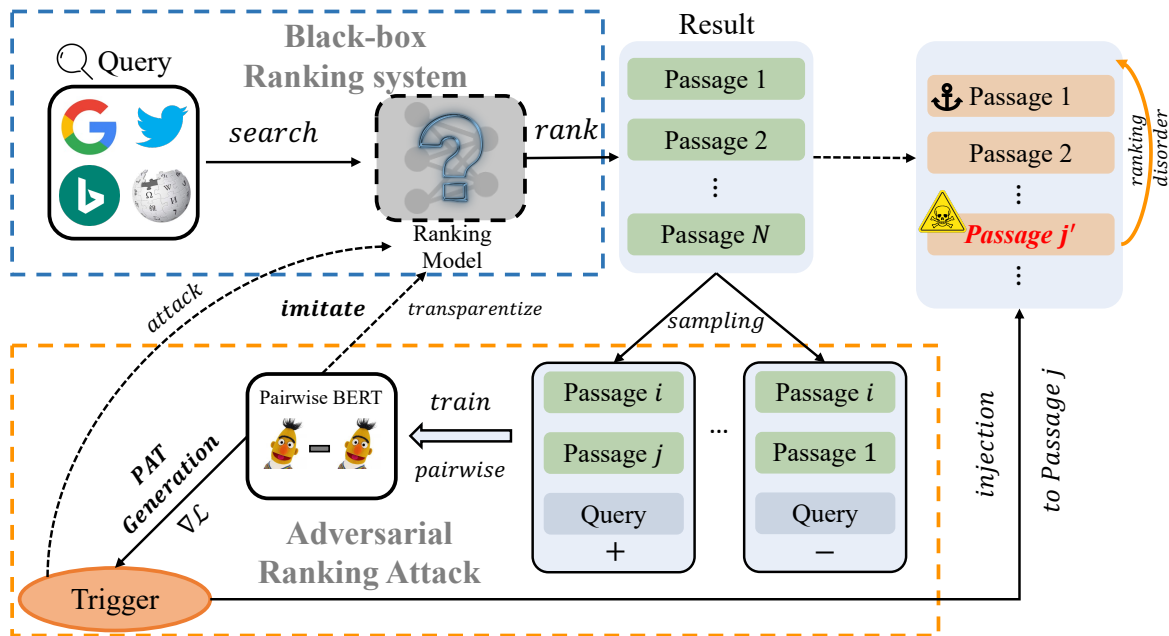 Black-box
Ranking system
Query
search
Ranking
Model
rank
Result
Passage 1
Passage 2
⋮
Passage N
Passage 1
Passage 2
⋮
Passage j′
⋮
ranking
disorder
attack
imitate
transparentize
sampling
Pairwise BERT
train
pairwise
Passage i
Passage j
Query
+
...
Passage i
Passage 1
Query
−
PAT
Generation
∇ℒ
Adversarial
Ranking Attack
Trigger
injection
to Passage j